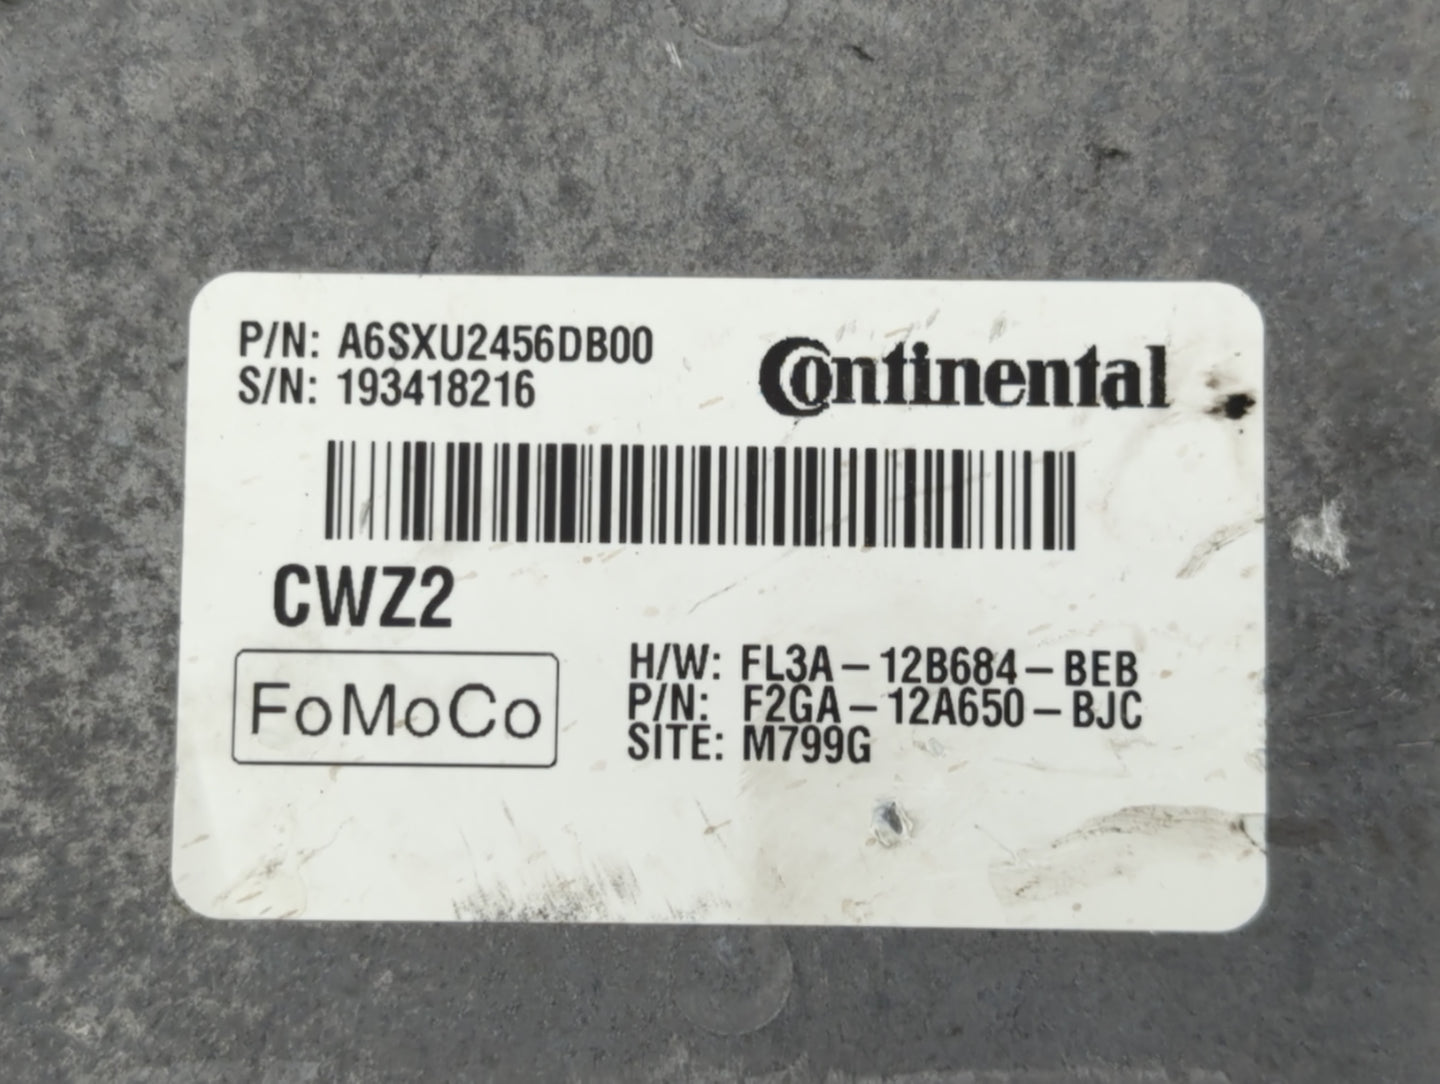 P/N: A6SXU2456DB00
S/N: 193418216
Continental
CWZ2
FoMoCo
H/W: FL3A-12B684-BEB
P/N: F2GA-12A650-BJC
SITE: M799G